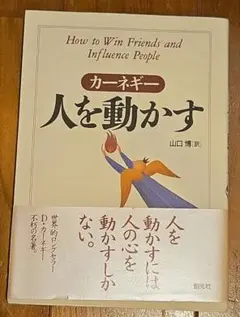 How to Win Friends and
Influence People
カーネギー
人を動かす
山口 博 訳
人を
動かすには
人の心を
動かすしか
ない。
世界的ロングセラー
D・カーネギー
不朽の名著。
創元社